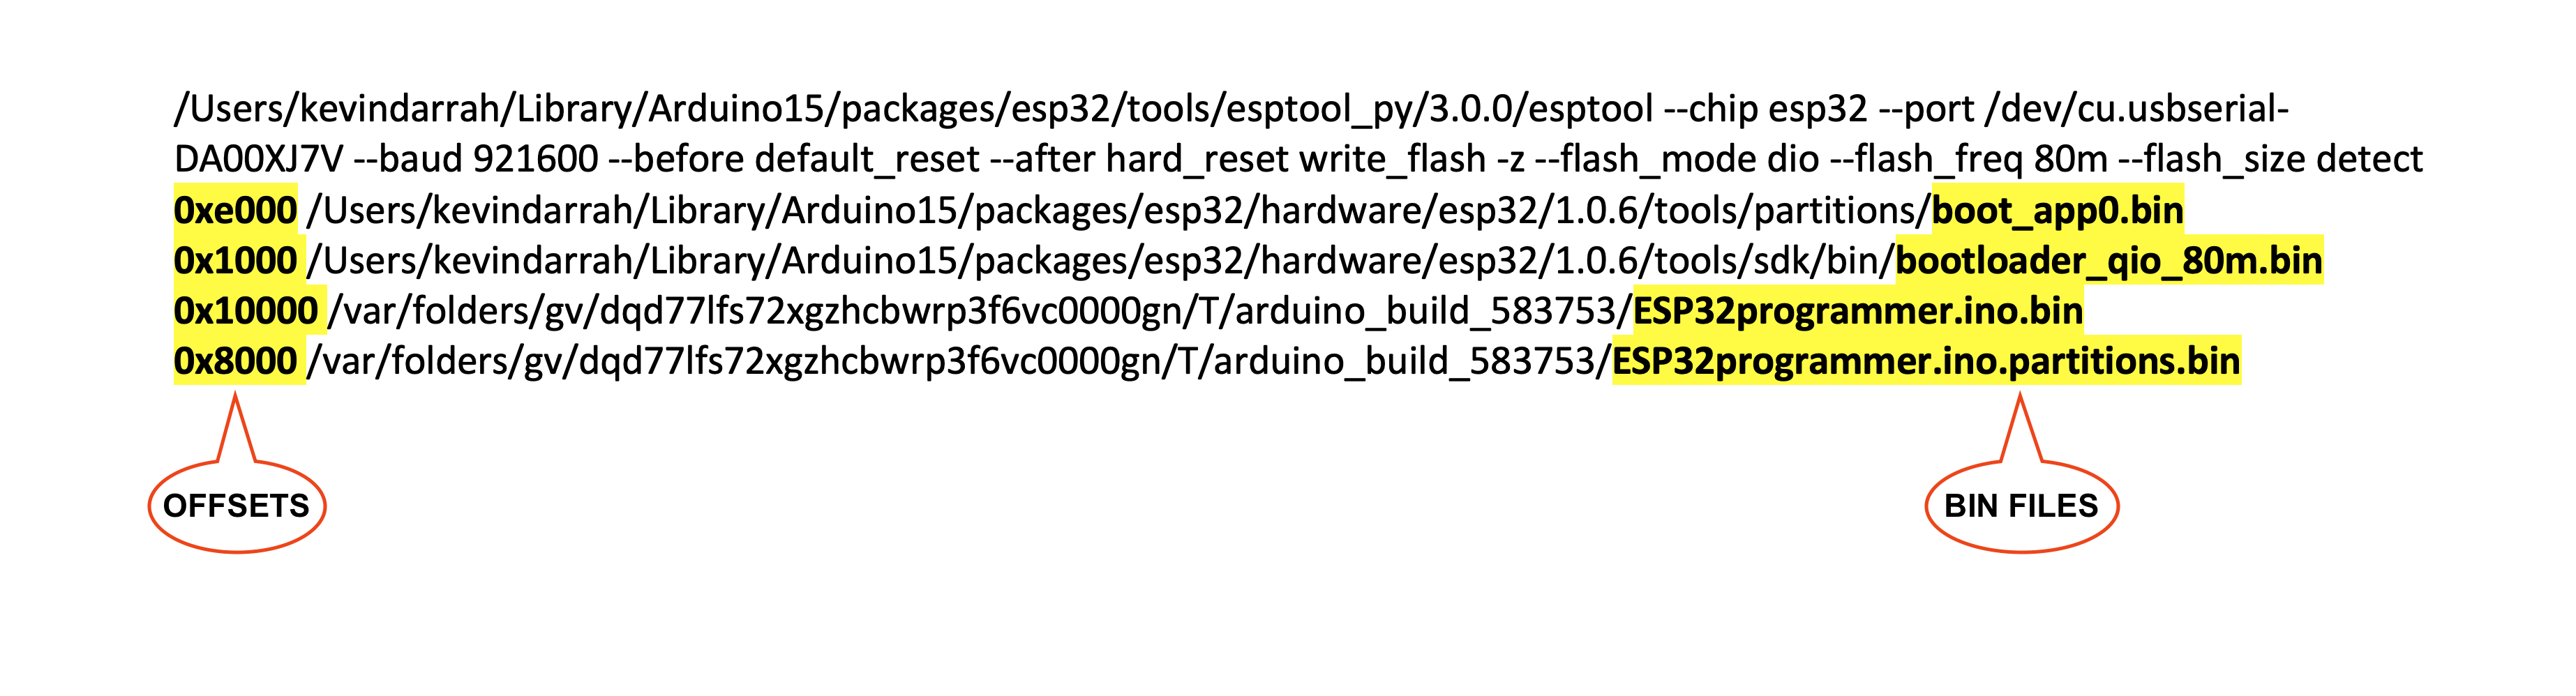 /Users/kevindarrah/Library/Arduino15/packages/esp32/tools/esptool_py/3.0.0/esptool --chip esp32 --port /dev/cu.usbserial-
DA00XJ7V --baud 921600 --before default_reset --after hard_reset write_flash -z --flash_mode dio --flash_freq 80m --flash_size detect
0xe000 /Users/kevindarrah/Library/Arduino15/packages/esp32/hardware/esp32/1.0.6/tools/partitions/boot_app0.bin
0x1000 /Users/kevindarrah/Library/Arduino15/packages/esp32/hardware/esp32/1.0.6/tools/sdk/bin/bootloader_qio_80m.bin
0x10000 /var/folders/gv/dqd77lfs72xgzhcbwrp3f6vc0000gn/T/arduino_build_583753/ESP32programmer.ino.bin
0x8000 /var/folders/gv/dqd77lfs72xgzhcbwrp3f6vc0000gn/T/arduino_build_583753/ESP32programmer.ino.partitions.bin
OFFSETS
BIN FILES